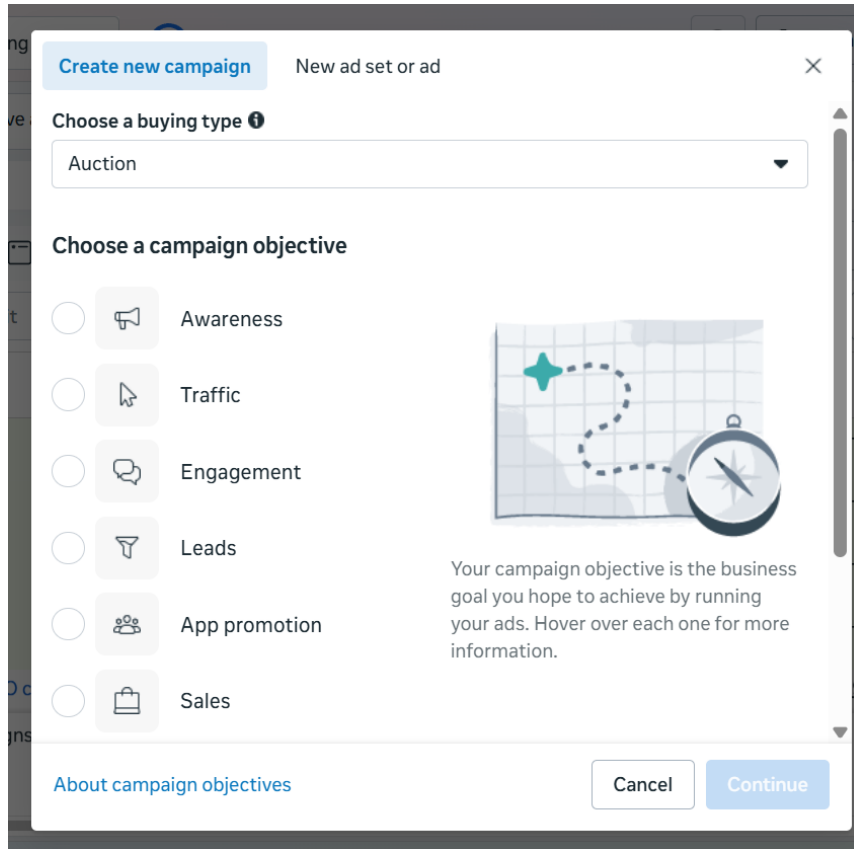 Create new campaign
New ad set or ad
Choose a buying type
Auction
Choose a campaign objective
Awareness
Traffic
Engagement
Leads
App promotion
Sales
Your campaign objective is the business
goal you hope to achieve by running
your ads. Hover over each one for more
information.
About campaign objectives
Cancel
Continue